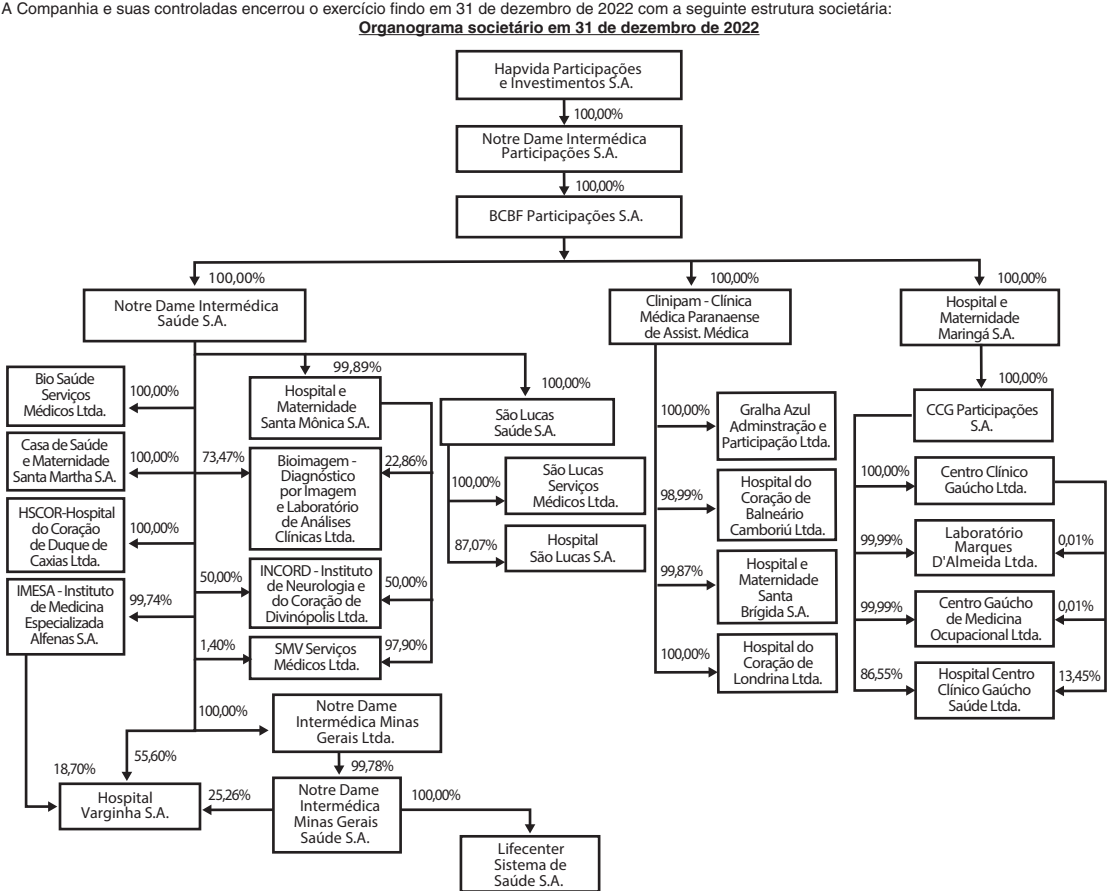 A Companhia e suas controladas encerrou o exercício findo em 31 de dezembro de 2022 com a seguinte estrutura societária:
Organograma societário em 31 de dezembro de 2022
Hapvida Participações
e Investimentos S.A.
100,00%
Notre Dame Intermédica
Participações S.A.
100,00%
BCBF Participações S.A.
100,00%
100,00%
100,00%
Notre Dame Intermédica
Saúde S.A.
Clinipam - Clínica
Médica Paranaense
de Assist. Médica
Hospital e
Maternidade
Maringá S.A.
Bio Saúde
Serviços
Médicos Ltda.
100,00%
Casa de Saúde
e Maternidade
Santa Martha S.A.
100,00%
HSCOR-Hospital
do Coração
de Duque de
Caxias Ltda.
100,00%
IMESA - Instituto
de Medicina
Especializada
Alfenas S.A.
99,74%
99,89%
Hospital e
Maternidade
Santa Mônica S.A.
73,47%
Bioimagem -
Diagnóstico
por Imagem
e Laboratório
de Análises
Clínicas Ltda.
22,86%
50,00%
INCORD - Instituto
de Neurologia e
do Coração de
Divinópolis Ltda.
50,00%
1,40%
SMV Serviços
Médicos Ltda.
97,90%
100,00%
São Lucas
Saúde S.A.
100,00%
São Lucas
Serviços
Médicos Ltda.
87,07%
Hospital
São Lucas S.A.
100,00%
Gralha Azul
Adminstração e
Participação Ltda.
98,99%
Hospital do
Coração de
Balneário
Camboriú Ltda.
99,87%
Hospital e
Maternidade
Santa
Brígida S.A.
100,00%
Hospital do
Coração de
Londrina Ltda.
100,00%
CCG Participações
S.A.
100,00%
Centro Clínico
Gaúcho Ltda.
99,99%
Laboratório
Marques
D'Almeida Ltda.
0,01%
99,99%
Centro Gaúcho
de Medicina
Ocupacional Ltda.
0,01%
86,55%
Hospital Centro
Clínico Gaúcho
Saúde Ltda.
13,45%
100,00%
Notre Dame
Intermédica Minas
Gerais Ltda.
99,78%
18,70%
55,60%
Hospital
Varginha S.A.
25,26%
Notre Dame
Intermédica
Minas Gerais
Saúde S.A.
100,00%
Lifecenter
Sistema de
Saúde S.A.